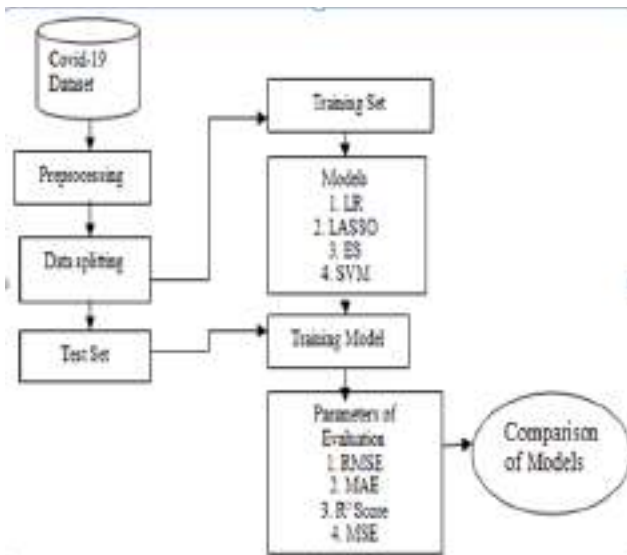 Covid-19
Dataset
Preprocessing
Data splitting
Test Set
Training Set
Models
1. LR
2. LASSO
3. ES
4. SVM
Training Model
Parameters of
Evaluation
1. RMSE
2. MAE
3. R² Score
4. MSE
Comparison
of Models